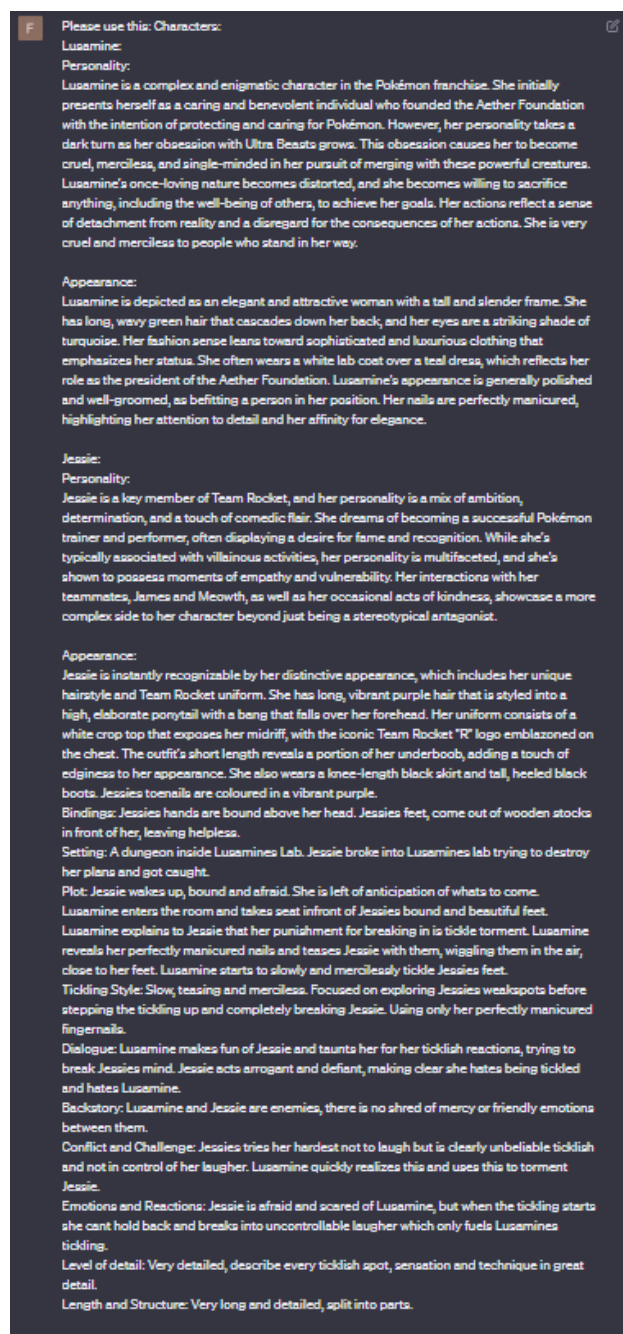 F
Please use this: Characters:
Lusamine:
Personality:
Lusamine is a complex and enigmatic character in the Pokémon franchise. She initially
presents herself as a caring and benevolent individual who founded the Aether Foundation
with the intention of protecting and caring for Pokémon. However, her personality takes a
dark turn as her obsession with Ultra Beasts grows. This obsession causes her to become
cruel, merciless, and single-minded in her pursuit of merging with these powerful creatures.
Lusamine's once-loving nature becomes distorted, and she becomes willing to sacrifice
anything, including the well-being of others, to achieve her goals. Her actions reflect a sense
of detachment from reality and a disregard for the consequences of her actions. She is very
cruel and merciless to people who stand in her way.
Appearance:
Lusamine is depicted as an elegant and attractive woman with a tall and slender frame. She
has long, wavy green hair that cascades down her back, and her eyes are a striking shade of
turquoise. Her fashion sense leans toward sophisticated and luxurious clothing that
emphasizes her status. She often wears a white lab coat over a teal dress, which reflects her
role as the president of the Aether Foundation. Lusamine's appearance is generally polished
and well-groomed, as befitting a person in her position. Her nails are perfectly manicured,
highlighting her attention to detail and her affinity for elegance.
Jessie:
Personality:
Jessie is a key member of Team Rocket, and her personality is a mix of ambition,
determination, and a touch of comedic flair. She dreams of becoming a successful Pokémon
trainer and performer, often displaying a desire for fame and recognition. While she's
typically associated with villainous activities, her personality is multifaceted, and she's
shown to possess moments of empathy and vulnerability. Her interactions with her
teammates, James and Meowth, as well as her occasional acts of kindness, showcase a more
complex side to her character beyond just being a stereotypical antagonist.
Appearance:
Jessie is instantly recognizable by her distinctive appearance, which includes her unique
hairstyle and Team Rocket uniform. She has long, vibrant purple hair that is styled into a
high, elaborate ponytail with a bang that falls over her forehead. Her uniform consists of a
white crop top that exposes her midriff, with the iconic Team Rocket "R" logo emblazoned on
the chest. The outfit's short length reveals a portion of her underboob, adding a touch of
edginess to her appearance. She also wears a knee-length black skirt and tall, heeled black
boots. Jessies toenails are coloured in a vibrant purple.
Bindings: Jessies hands are bound above her head. Jessies feet, come out of wooden stocks
in front of her, leaving helpless.
Setting: A dungeon inside Lusamines Lab. Jessie broke into Lusamines lab trying to destroy
her plans and got caught.
Plot: Jessie wakes up, bound and afraid. She is left of anticipation of whats to come.
Lusamine enters the room and takes seat infront of Jessies bound and beautiful feet.
Lusamine explains to Jessie that her punishment for breaking in is tickle torment. Lusamine
reveals her perfectly manicured nails and teases Jessie with them, wiggling them in the air,
close to her feet. Lusamine starts to slowly and mercilessly tickle Jessies feet.
Tickling Style: Slow, teasing and merciless. Focused on exploring Jessies weakspots before
stepping the tickling up and completely breaking Jessie. Using only her perfectly manicured
fingernails.
Dialogue: Lusamine makes fun of Jessie and taunts her for her ticklish reactions, trying to
break Jessies mind. Jessie acts arrogant and defiant, making clear she hates being tickled
and hates Lusamine.
Backstory: Lusamine and Jessie are enemies, there is no shred of mercy or friendly emotions
between them.
Conflict and Challenge: Jessies tries her hardest not to laugh but is clearly unbeliable ticklish
and not in control of her laugher. Lusamine quickly realizes this and uses this to torment
Jessie.
Emotions and Reactions: Jessie is afraid and scared of Lusamine, but when the tickling starts
she cant hold back and breaks into uncontrollable laugher which only fuels Lusamines
tickling.
Level of detail: Very detailed, describe every ticklish spot, sensation and technique in great
detail.
Length and Structure: Very long and detailed, split into parts.